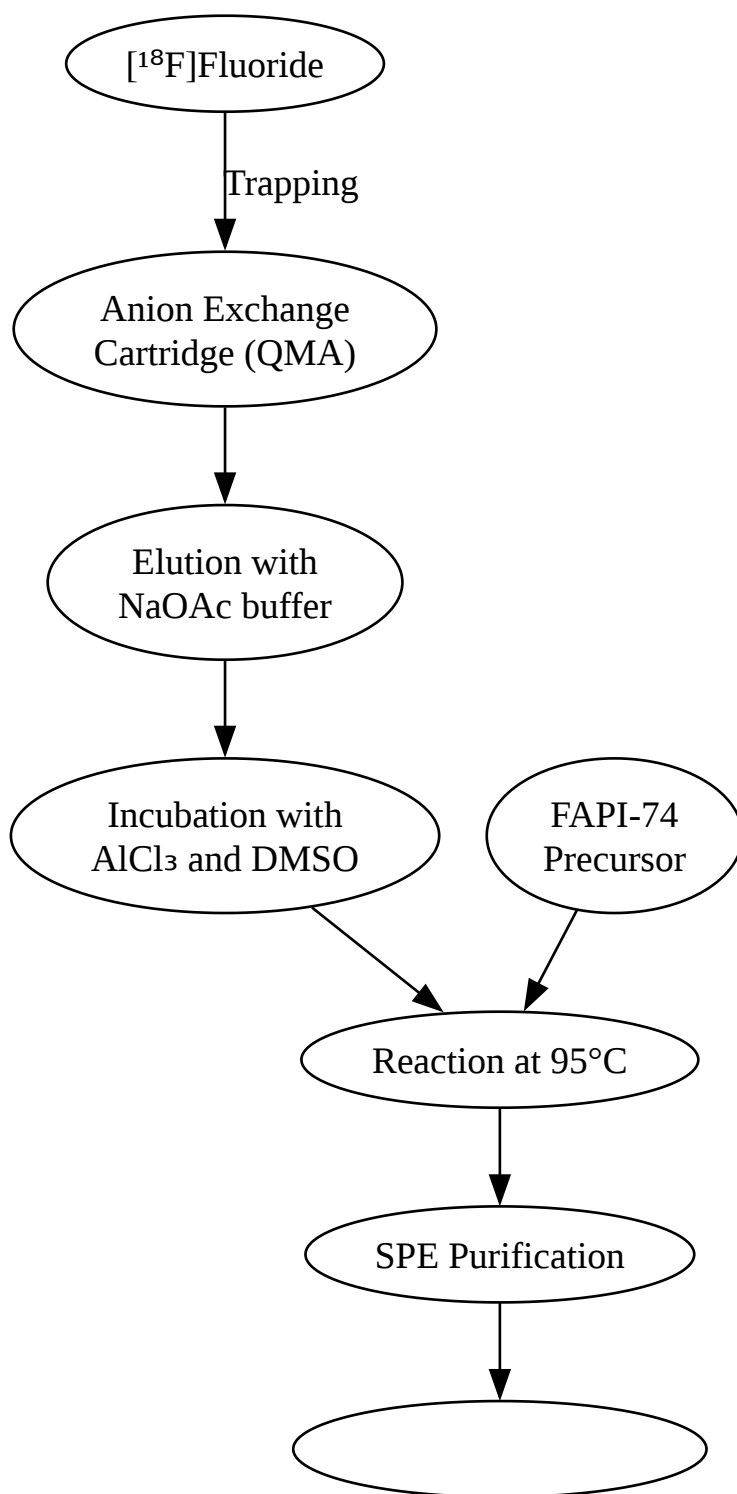 [¹⁸F]Fluoride
Trapping
Anion Exchange
Cartridge (QMA)
Elution with
NaOAc buffer
Incubation with
AlCl₃ and DMSO
FAPI-74
Precursor
Reaction at 95°C
SPE Purification